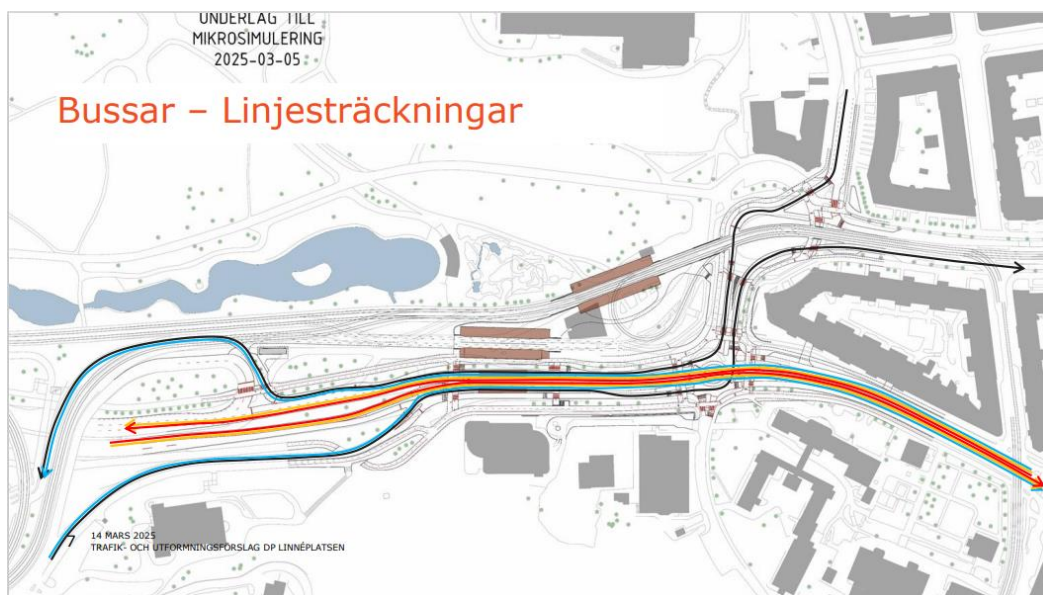 UNDERLAG TILL
MIKROSIMULERING
2025-03-05
Bussar – Linjesträckningar
14 MARS 2025
TRAFIK- OCH UTFORMNINGSFÖRSLAG DP LINNÉPLATSEN